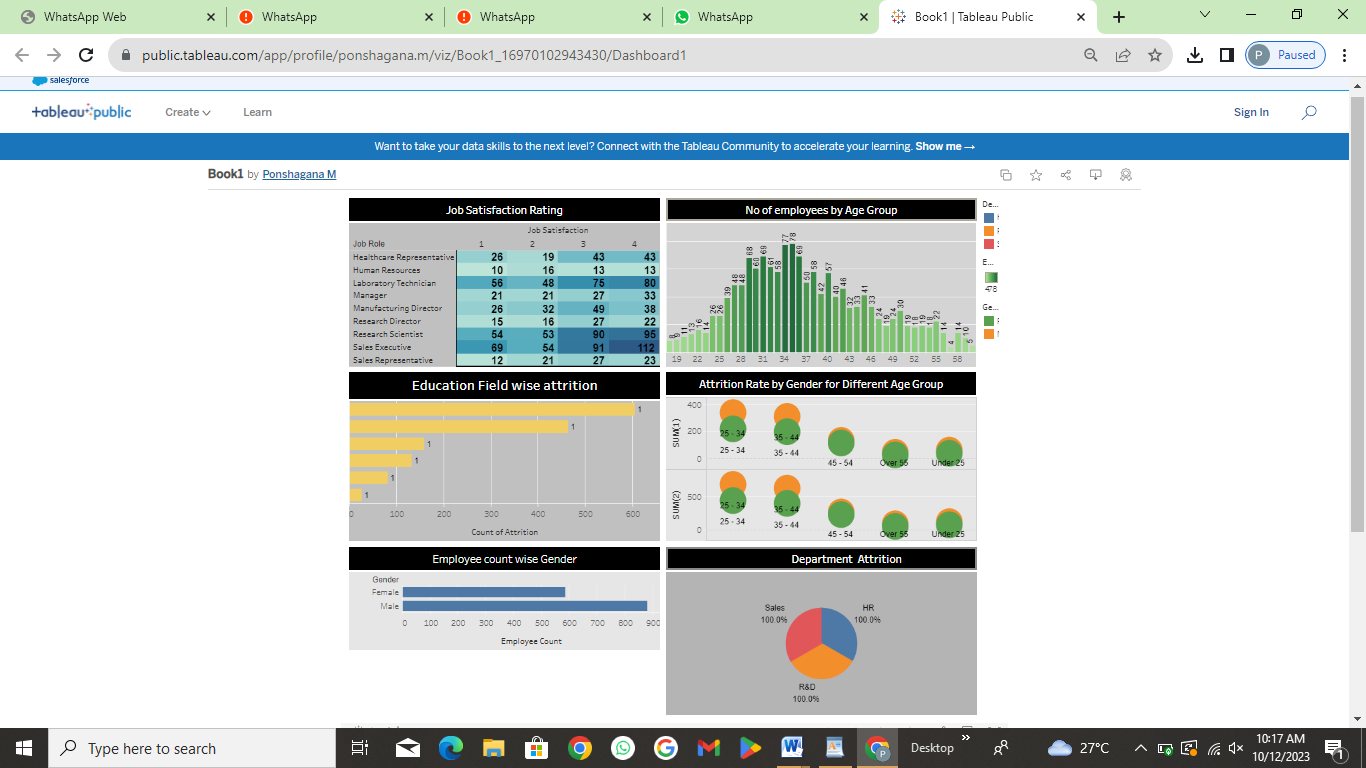 WhatsApp Web
WhatsApp
WhatsApp
WhatsApp
Book1 | Tableau Public
public.tableau.com/app/profile/ponshagana.m/viz/Book1_16970102943430/Dashboard1
P Paused
salesforce
+ableau public
Create
Learn
Sign In
Want to take your data skills to the next level? Connect with the Tableau Community to accelerate your learning. Show me →
Book1 by Ponshagana M
Job Satisfaction Rating
Job Satisfaction
Job Role 1 2 3 4
Healthcare Representative 26 19 43 43
Human Resources 10 16 13 13
Laboratory Technician 56 48 75 80
Manager 21 21 27 33
Manufacturing Director 26 32 49 38
Research Director 15 16 27 22
Research Scientist 54 53 90 95
Sales Executive 69 54 91 112
Sales Representative 12 21 27 23
No of employees by Age Group
8 9 11 13 16 14 26 26 39 48 48 68 60 69 61 58 77 78 69 50 58 42 40 57 40 46 32 33 41 33 24 19 24 30 19 18 19 18 22 14 4 14 10 5
19 22 25 28 31 34 37 40 43 46 49 52 55 58
De...
E...
478
Ge...
Education Field wise attrition
1
1
1
1
1
1
0 100 200 300 400 500 600
Count of Attrition
Attrition Rate by Gender for Different Age Group
SUM(1)
400
200
0
25 - 34 35 - 44
25 - 34 35 - 44 45 - 54 Over 55 Under 25
SUM(2)
500
0
25 - 34 35 - 44
25 - 34 35 - 44 45 - 54 Over 55 Under 25
Employee count wise Gender
Gender
Female
Male
0 100 200 300 400 500 600 700 800 900
Employee Count
Department Attrition
Sales
100.0%
HR
100.0%
R&D
100.0%
Type here to search
Desktop
27°C
10:17 AM
10/12/2023
1